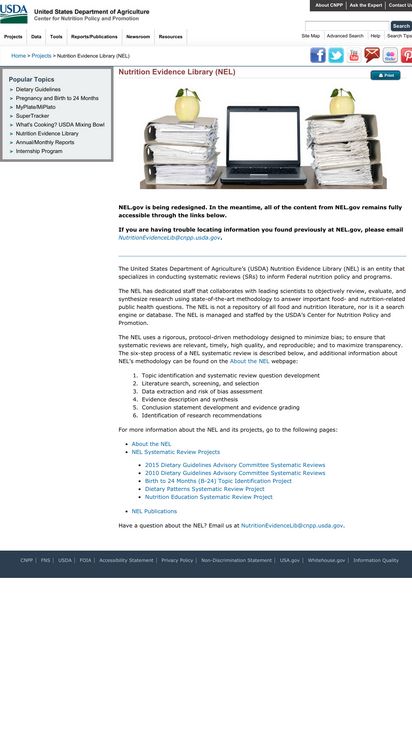 About CNPP | Ask the Expert | Contact Us
USDA
United States Department of Agriculture
Center for Nutrition Policy and Promotion
Search
Projects Data Tools Reports/Publications Newsroom Resources
Site Map Advanced Search Help Search Tips
Home > Projects > Nutrition Evidence Library (NEL)
Popular Topics
Dietary Guidelines
Pregnancy and Birth to 24 Months
MyPlate/MiPlato
SuperTracker
What's Cooking? USDA Mixing Bowl
Nutrition Evidence Library
Annual/Monthly Reports
Internship Program
Nutrition Evidence Library (NEL)
Print
NEL.gov is being redesigned. In the meantime, all of the content from NEL.gov remains fully
accessible through the links below.
If you are having trouble locating information you found previously at NEL.gov, please email
NutritionEvidenceLib@cnpp.usda.gov.
The United States Department of Agriculture's (USDA) Nutrition Evidence Library (NEL) is an entity that
specializes in conducting systematic reviews (SRs) to inform Federal nutrition policy and programs.
The NEL has dedicated staff that collaborates with leading scientists to objectively review, evaluate, and
synthesize research using state-of-the-art methodology to answer important food- and nutrition-related
public health questions. The NEL is not a repository of all food and nutrition literature, nor is it a search
engine or database. The NEL is managed and staffed by the USDA's Center for Nutrition Policy and
Promotion.
The NEL uses a rigorous, protocol-driven methodology designed to minimize bias; to ensure that
systematic reviews are relevant, timely, high quality, and reproducible; and to maximize transparency.
The six-step process of a NEL systematic review is described below, and additional information about
NEL's methodology can be found on the About the NEL webpage:
1. Topic identification and systematic review question development
2. Literature search, screening, and selection
3. Data extraction and risk of bias assessment
4. Evidence description and synthesis
5. Conclusion statement development and evidence grading
6. Identification of research recommendations
For more information about the NEL and its projects, go to the following pages:
About the NEL
NEL Systematic Review Projects
2015 Dietary Guidelines Advisory Committee Systematic Reviews
2010 Dietary Guidelines Advisory Committee Systematic Reviews
Birth to 24 Months (B-24) Topic Identification Project
Dietary Patterns Systematic Review Project
Nutrition Education Systematic Review Project
NEL Publications
Have a question about the NEL? Email us at NutritionEvidenceLib@cnpp.usda.gov.
CNPP | FNS | USDA | FOIA | Accessibility Statement | Privacy Policy | Non-Discrimination Statement | USA.gov | Whitehouse.gov | Information Quality